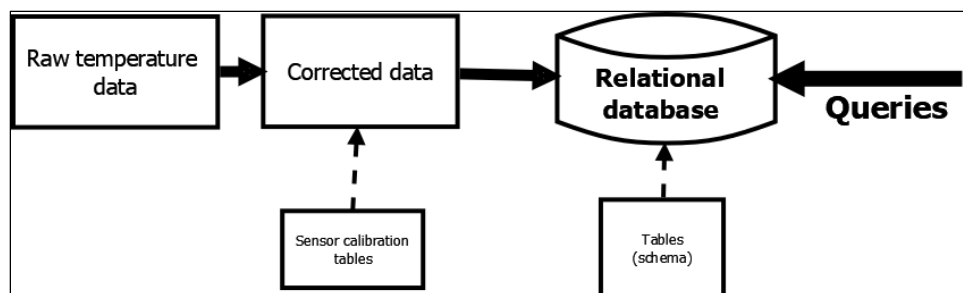 Raw temperature
data
Corrected data
Relational
database
Queries
Sensor calibration
tables
Tables
(schema)